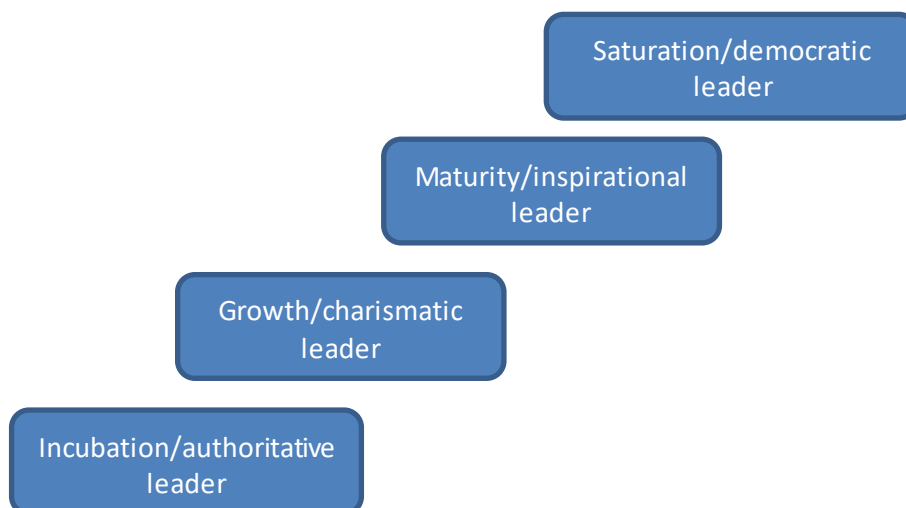 Saturation/democratic
leader
Maturity/inspirational
leader
Growth/charismatic
leader
Incubation/authoritative
leader